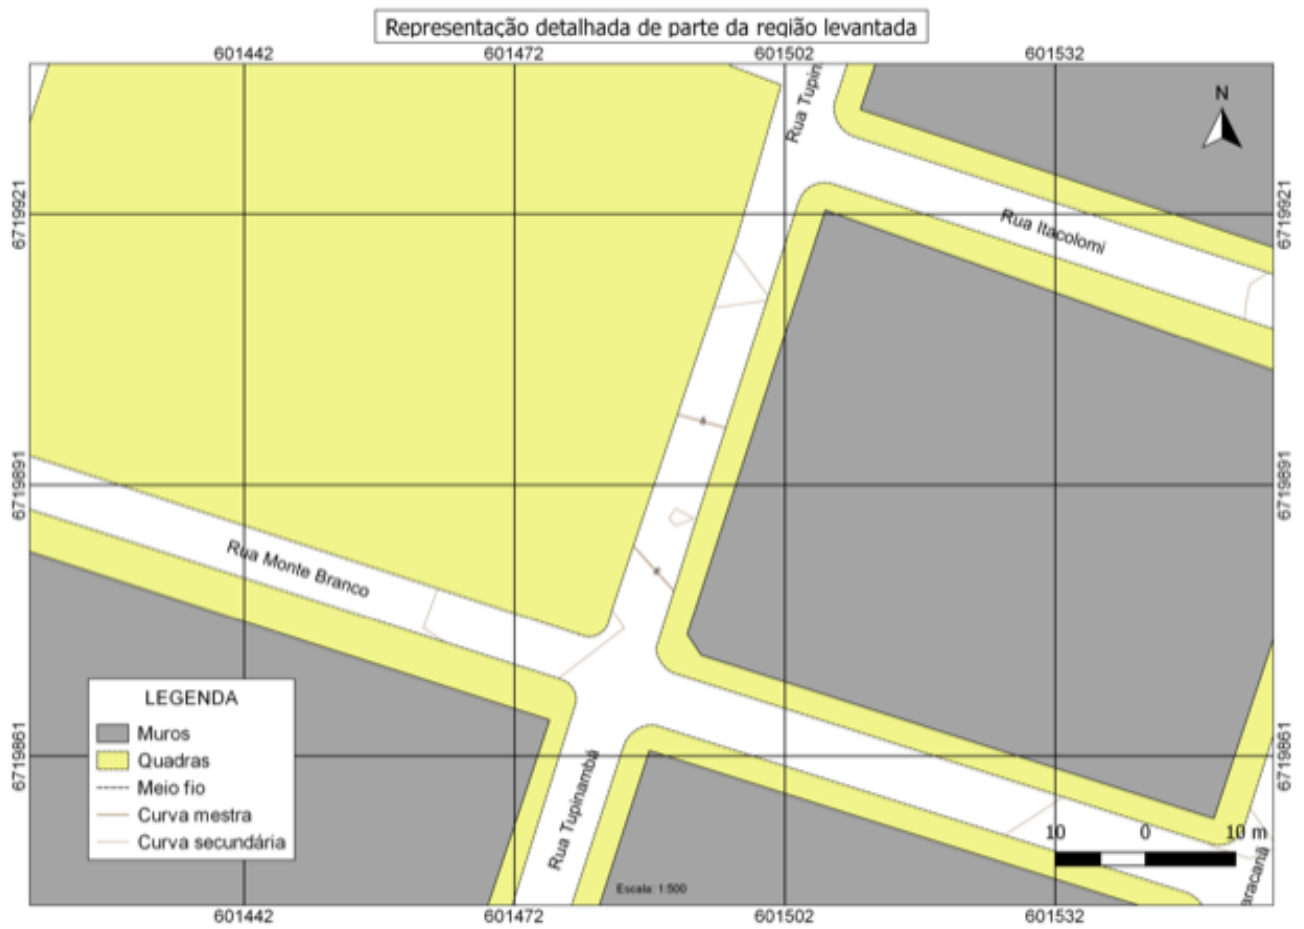 Representação detalhada de parte da região levantada
601442 601472 601502 601532
N
Rua Tupin
6719921 6719921
Rua Itacolomi
6719891 6719891
Rua Monte Branco
LEGENDA
Muros
Quadras
Meio fio
Curva mestra
Curva secundária
6719861 6719861
Rua Tupinambá
10 0 10 m
aracanã
Escala: 1:500
601442 601472 601502 601532